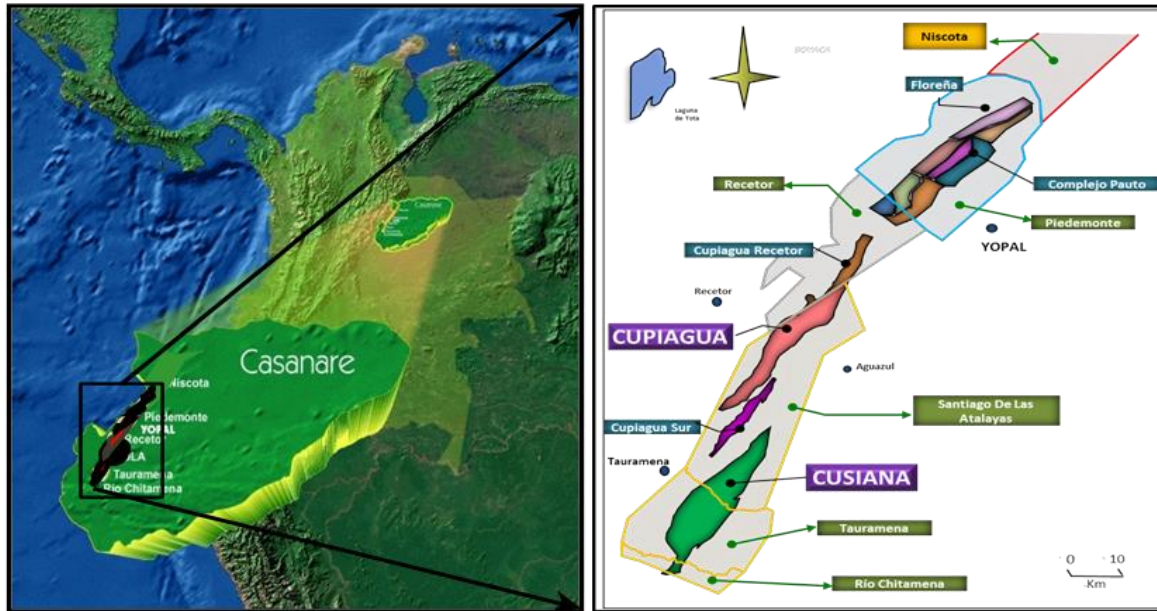 Casanare
Casanare
Niscota
Piedemonte
YOPAL
Recetor
Tauramena
Río Chitamena
BOYACA
Niscota
Floreña
Laguna
de Tota
Recetor
Complejo Pauto
Piedemonte
YOPAL
Cupiagua Recetor
Recetor
CUPIAGUA
Aguazul
Santiago De Las
Atalayas
Cupiagua Sur
Tauramena
CUSIANA
Tauramena
Río Chitamena
0 10
Km